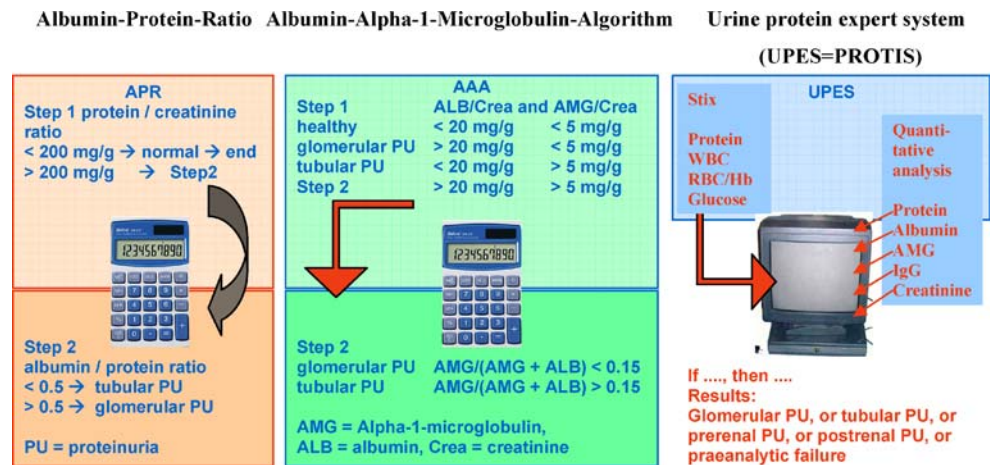 Albumin-Protein-Ratio
Albumin-Alpha-1-Microglobulin-Algorithm
Urine protein expert system
(UPES=PROTIS)
APR
Step 1 protein / creatinine
ratio
< 200 mg/g → normal → end
> 200 mg/g → Step2
1234567890
Step 2
albumin / protein ratio
< 0.5 → tubular PU
> 0.5 → glomerular PU
PU = proteinuria
AAA
Step 1 ALB/Crea and AMG/Crea
healthy < 20 mg/g < 5 mg/g
glomerular PU > 20 mg/g < 5 mg/g
tubular PU < 20 mg/g > 5 mg/g
Step 2 > 20 mg/g > 5 mg/g
1234567890
Step 2
glomerular PU AMG/(AMG + ALB) < 0.15
tubular PU AMG/(AMG + ALB) > 0.15
AMG = Alpha-1-microglobulin,
ALB = albumin, Crea = creatinine
UPES
Stix
Protein
WBC
RBC/Hb
Glucose
Quanti-
tative
analysis
Protein
Albumin
AMG
IgG
Creatinine
If ...., then ....
Results:
Glomerular PU, or tubular PU, or
prerenal PU, or postrenal PU, or
praeanalytic failure